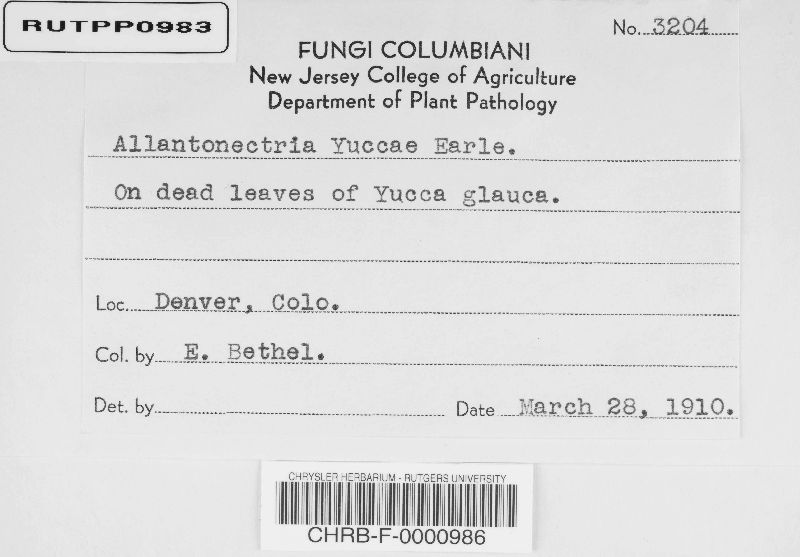 RUTPP0983
No. 3204
FUNGI COLUMBIANI
New Jersey College of Agriculture
Department of Plant Pathology
Allantonectria Yuccae Earle.
On dead leaves of Yucca glauca.
Loc. Denver, Colo.
Col. by E. Bethel.
Det. by Date March 28, 1910.
CHRYSLER HERBARIUM - RUTGERS UNIVERSITY
CHRB-F-0000986